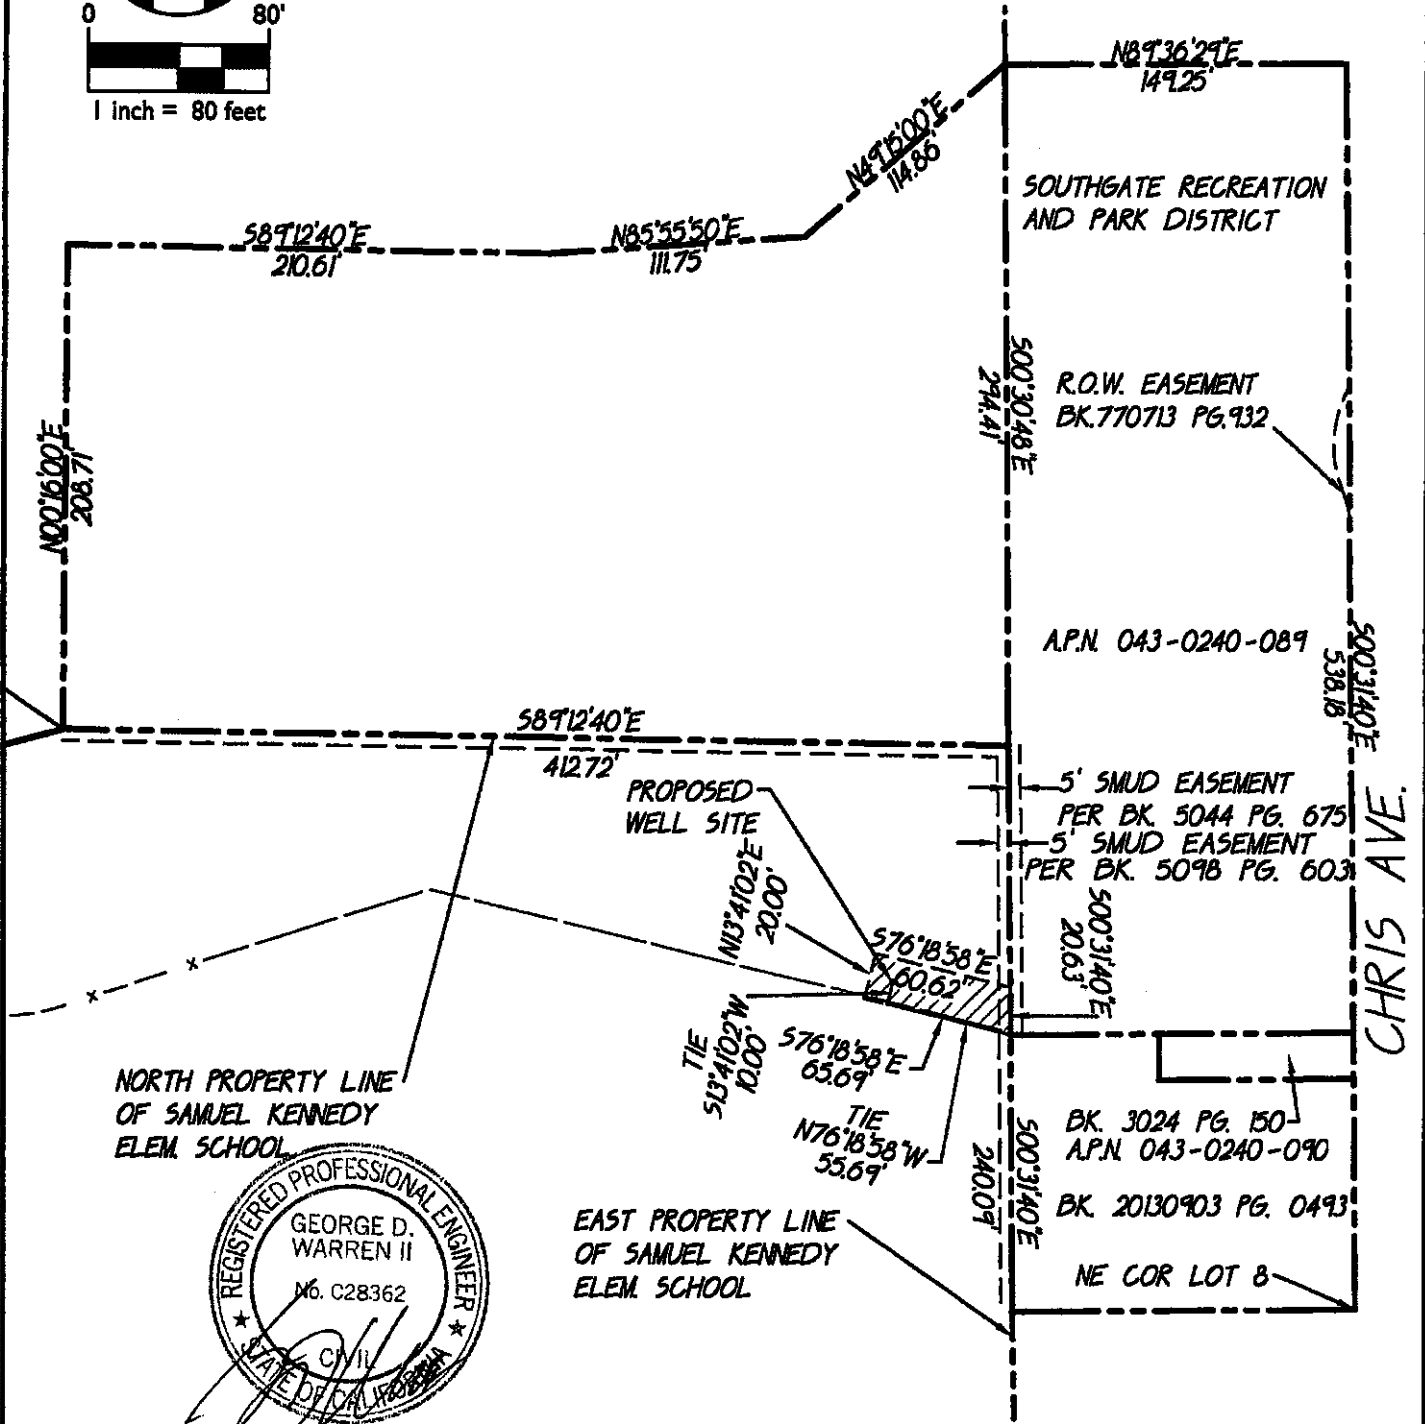 0 80'
1 inch = 80 feet
N89°36'29"E
149.25'
N49°15'00"E
114.86'
SOUTHGATE RECREATION
AND PARK DISTRICT
S89°12'40"E
210.61'
N85°55'50"E
111.75'
S00°30'48"E
294.41'
R.O.W. EASEMENT
BK.770713 PG.932
N00°16'00"E
208.71'
A.P.N. 043-0240-089
S00°31'40"E
538.18'
S89°12'40"E
412.72'
PROPOSED
WELL SITE
5' SMUD EASEMENT
PER BK. 5044 PG. 675
5' SMUD EASEMENT
PER BK. 5098 PG. 603
CHRIS AVE.
N13°41'02"E
20.00'
S76°18'58"E
60.62'
S00°31'40"E
20.63'
x
x
TIE
S13°41'02"W
10.00'
S76°18'58"E
65.69'
TIE
N76°18'58"W
55.69'
NORTH PROPERTY LINE
OF SAMUEL KENNEDY
ELEM. SCHOOL
BK. 3024 PG. 150
A.P.N. 043-0240-090
S00°31'40"E
240.09'
BK. 20130903 PG. 0493
EAST PROPERTY LINE
OF SAMUEL KENNEDY
ELEM. SCHOOL
NE COR LOT 8
REGISTERED PROFESSIONAL ENGINEER
GEORGE D.
WARREN II
No. C28362
CIVIL
STATE OF CALIFORNIA